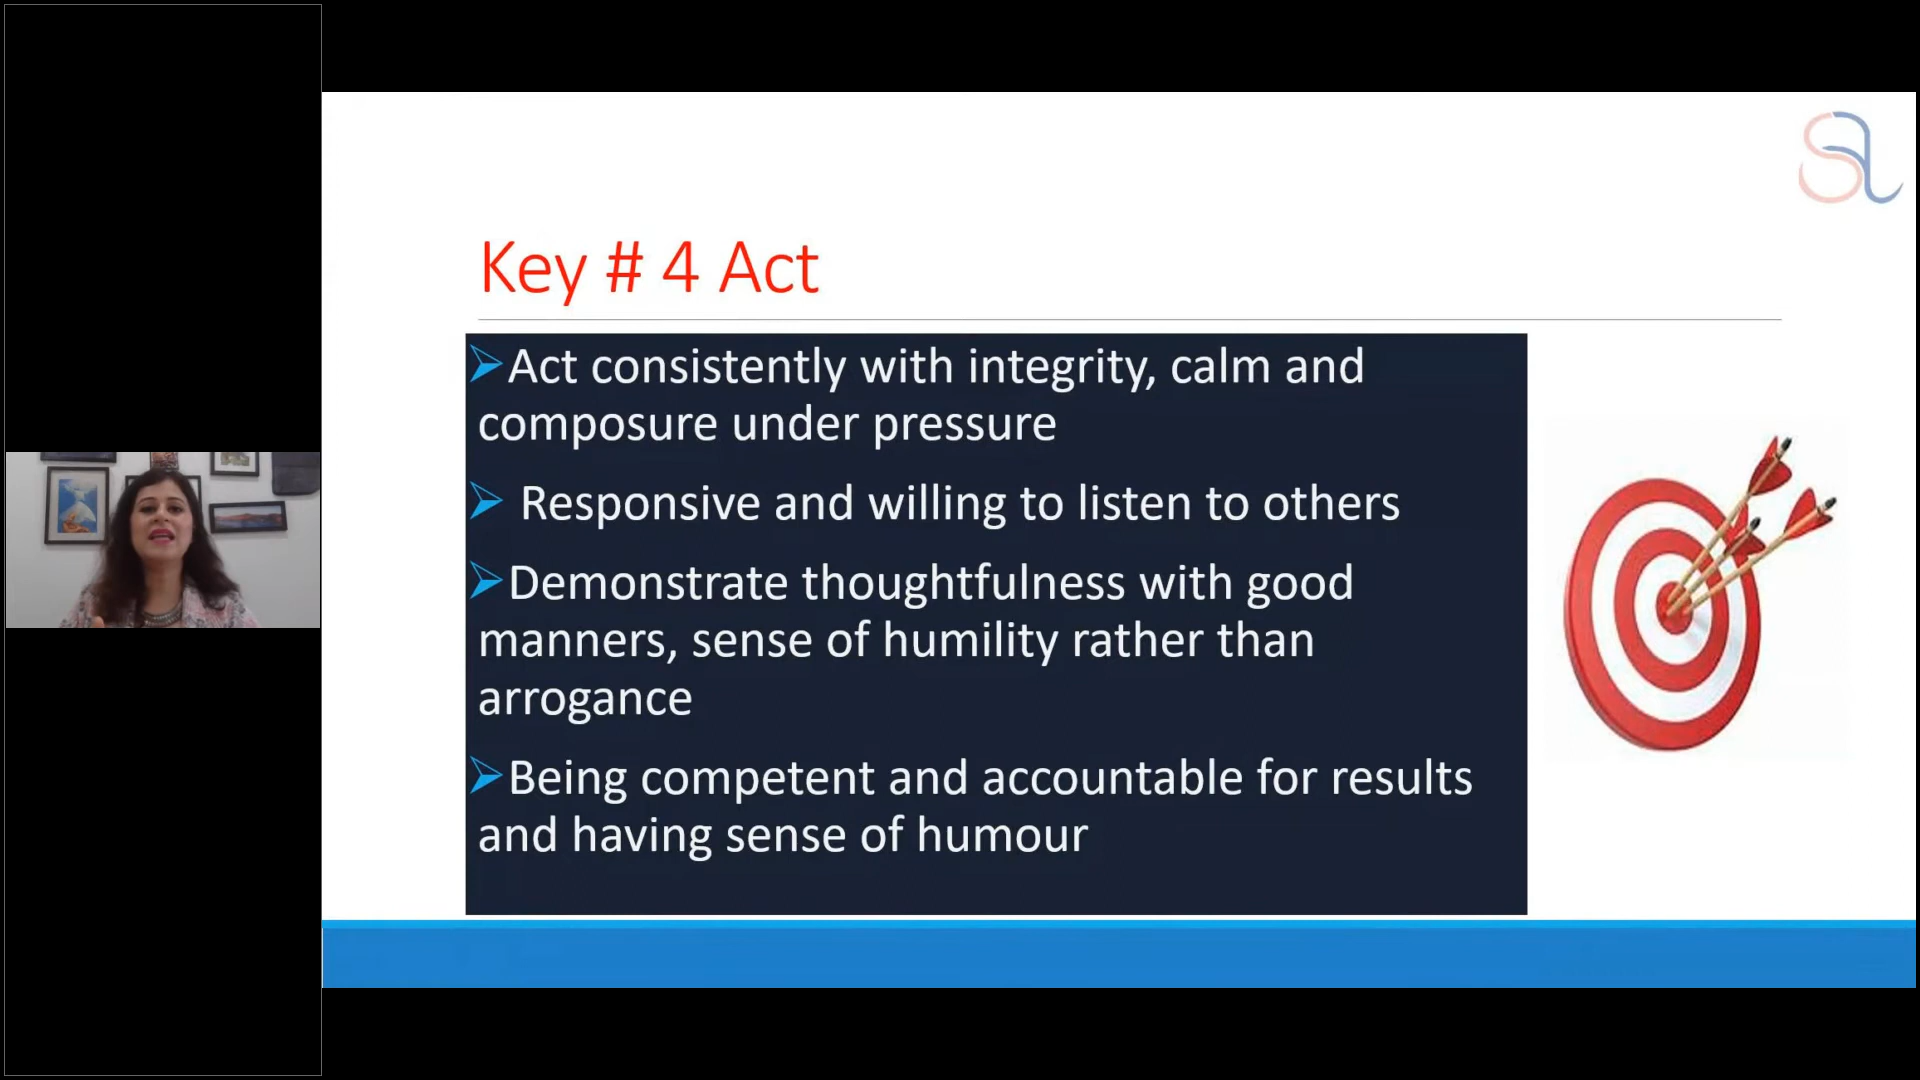 Key # 4 Act
➢Act consistently with integrity, calm and
composure under pressure
➢ Responsive and willing to listen to others
➢Demonstrate thoughtfulness with good
manners, sense of humility rather than
arrogance
➢Being competent and accountable for results
and having sense of humour